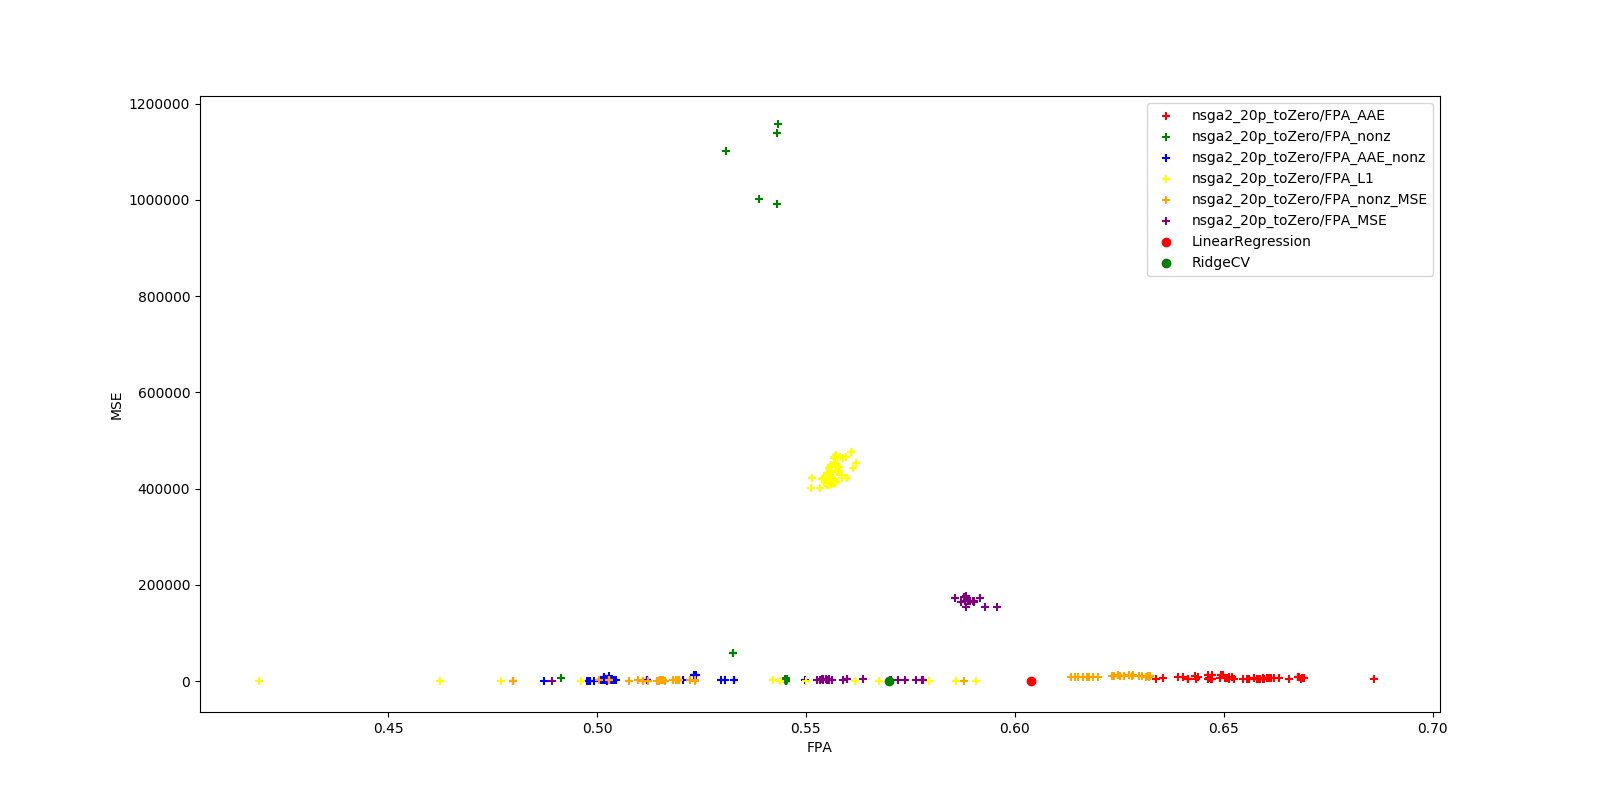 1200000
1000000
800000
600000
400000
200000
0
MSE
0.45
0.50
0.55
0.60
0.65
0.70
FPA
nsga2_20p_toZero/FPA_AAE
nsga2_20p_toZero/FPA_nonz
nsga2_20p_toZero/FPA_AAE_nonz
nsga2_20p_toZero/FPA_L1
nsga2_20p_toZero/FPA_nonz_MSE
nsga2_20p_toZero/FPA_MSE
LinearRegression
RidgeCV